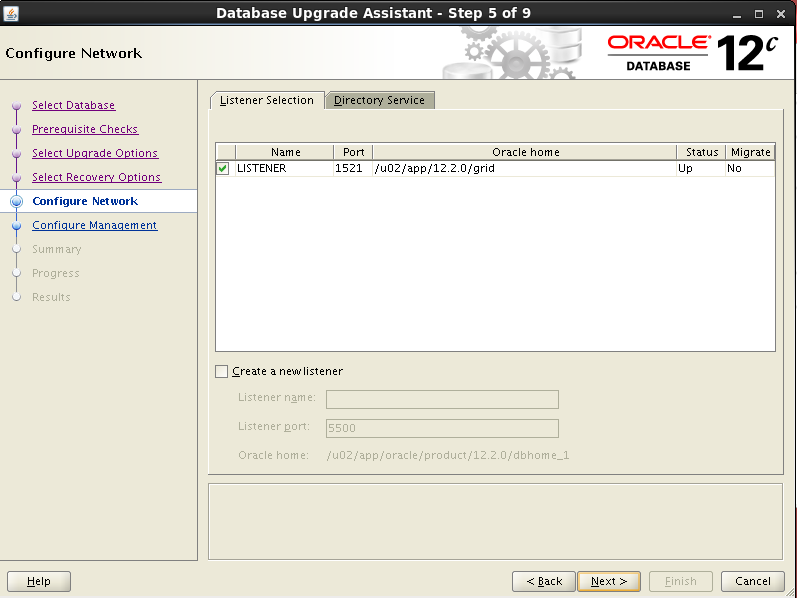 Database Upgrade Assistant - Step 5 of 9
Configure Network
ORACLE®
DATABASE
12c
Select Database
Prerequisite Checks
Select Upgrade Options
Select Recovery Options
Configure Network
Configure Management
Summary
Progress
Results
Listener Selection Directory Service
Name Port Oracle home Status Migrate
LISTENER 1521 /u02/app/12.2.0/grid Up No
Create a new listener
Listener name:
Listener port: 5500
Oracle home: /u02/app/oracle/product/12.2.0/dbhome_1
Help < Back Next > Finish Cancel